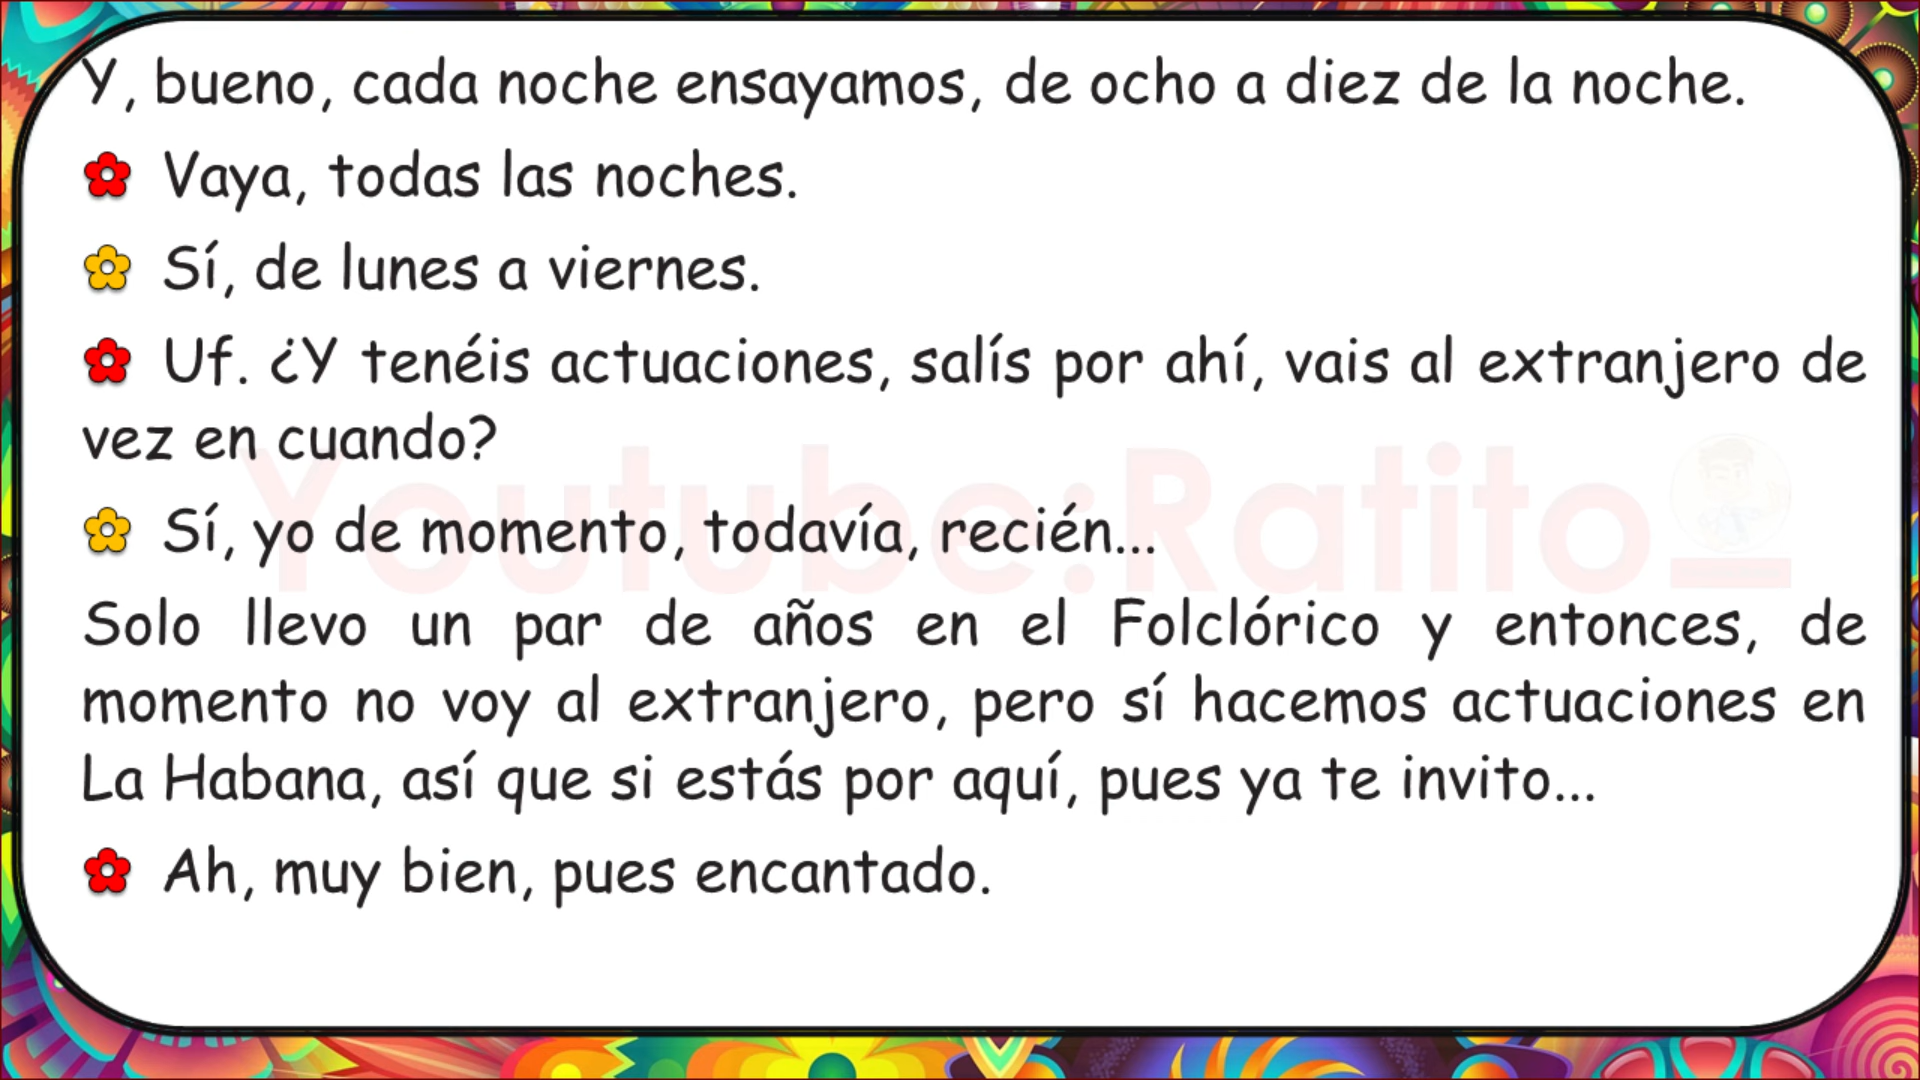 Y, bueno, cada noche ensayamos, de ocho a diez de la noche.
Vaya, todas las noches.
Sí, de lunes a viernes.
Uf. ¿Y tenéis actuaciones, salís por ahí, vais al extranjero de
vez en cuando?
Youtube:Ratito
Sí, yo de momento, todavía, recién...
Solo llevo un par de años en el Folclórico y entonces, de
momento no voy al extranjero, pero sí hacemos actuaciones en
La Habana, así que si estás por aquí, pues ya te invito...
Ah, muy bien, pues encantado.